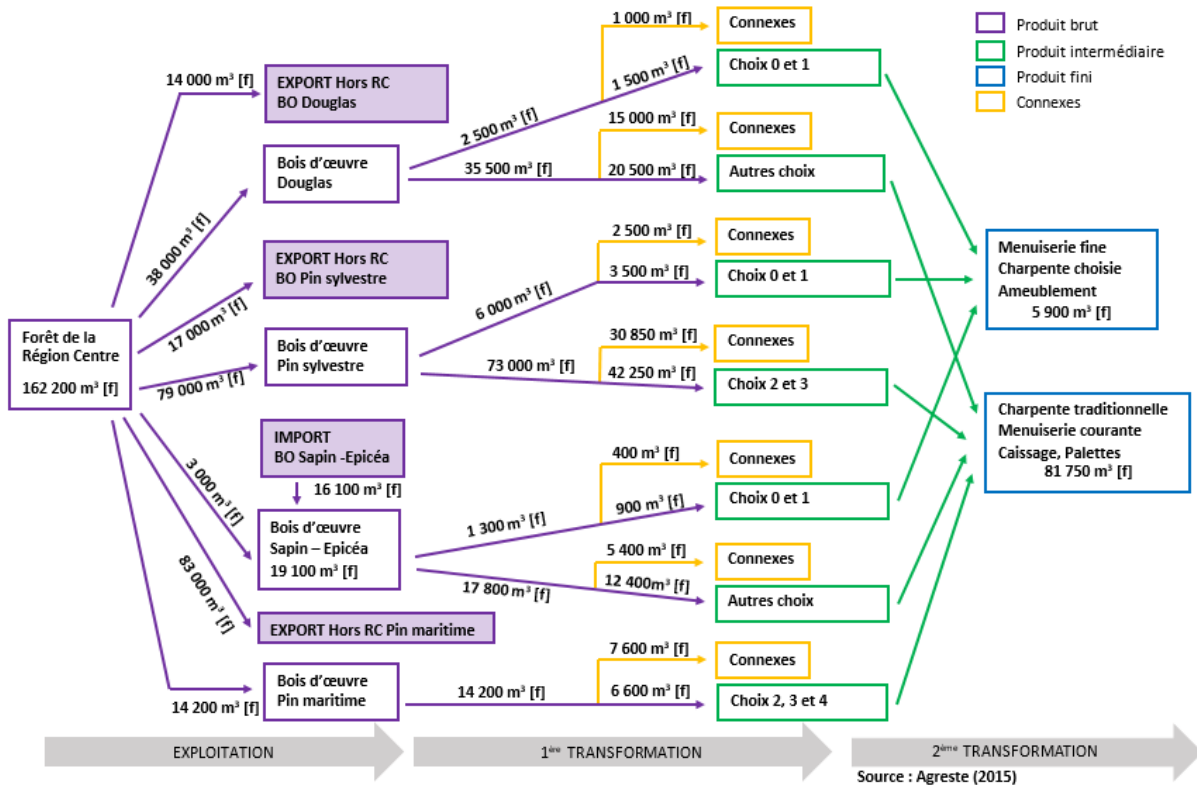 Produit brut
Produit intermédiaire
Produit fini
Connexes
14 000 m³ [f]
EXPORT Hors RC
BO Douglas
1 000 m³ [f]
Connexes
1 500 m³ [f]
Choix 0 et 1
2 500 m³ [f]
38 000 m³ [f]
Bois d'œuvre
Douglas
35 500 m³ [f]
15 000 m³ [f]
Connexes
20 500 m³ [f]
Autres choix
17 000 m³ [f]
EXPORT Hors RC
BO Pin sylvestre
Forêt de la
Région Centre
162 200 m³ [f]
79 000 m³ [f]
Bois d'œuvre
Pin sylvestre
6 000 m³ [f]
2 500 m³ [f]
Connexes
3 500 m³ [f]
Choix 0 et 1
73 000 m³ [f]
30 850 m³ [f]
Connexes
42 250 m³ [f]
Choix 2 et 3
Menuiserie fine
Charpente choisie
Ameublement
5 900 m³ [f]
IMPORT
BO Sapin -Epicéa
16 100 m³ [f]
3 000 m³ [f]
Bois d'œuvre
Sapin – Epicéa
19 100 m³ [f]
1 300 m³ [f]
400 m³ [f]
Connexes
900 m³ [f]
Choix 0 et 1
17 800 m³ [f]
5 400 m³ [f]
Connexes
12 400m³ [f]
Autres choix
Charpente traditionnelle
Menuiserie courante
Caissage, Palettes
81 750 m³ [f]
83 000 m³ [f]
EXPORT Hors RC Pin maritime
14 200 m³ [f]
Bois d'œuvre
Pin maritime
14 200 m³ [f]
7 600 m³ [f]
Connexes
6 600 m³ [f]
Choix 2, 3 et 4
EXPLOITATION
1ère TRANSFORMATION
2ème TRANSFORMATION
Source : Agreste (2015)